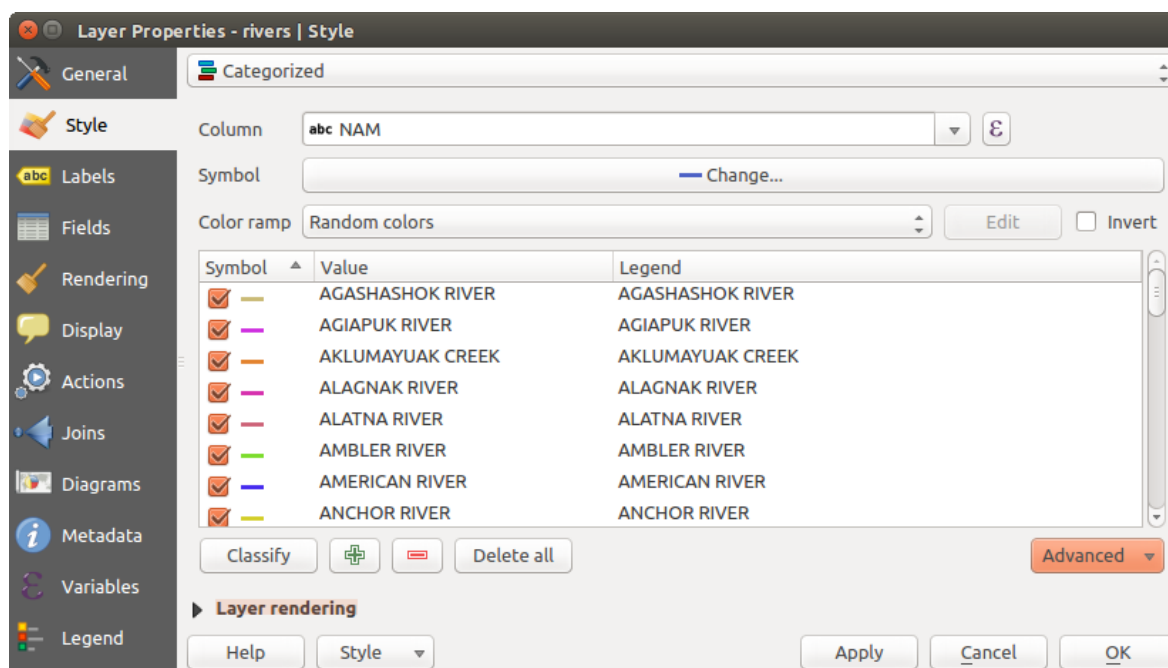 Layer Properties - rivers | Style
General
Style
abc Labels
Fields
Rendering
Display
Actions
Joins
Diagrams
Metadata
Variables
Legend
Categorized
Column abc NAM ε
Symbol Change...
Color ramp Random colors Edit Invert
Symbol Value Legend
AGASHASHOK RIVER AGASHASHOK RIVER
AGIAPUK RIVER AGIAPUK RIVER
AKLUMAYUAK CREEK AKLUMAYUAK CREEK
ALAGNAK RIVER ALAGNAK RIVER
ALATNA RIVER ALATNA RIVER
AMBLER RIVER AMBLER RIVER
AMERICAN RIVER AMERICAN RIVER
ANCHOR RIVER ANCHOR RIVER
Classify Delete all Advanced
Layer rendering
Help Style Apply Cancel OK